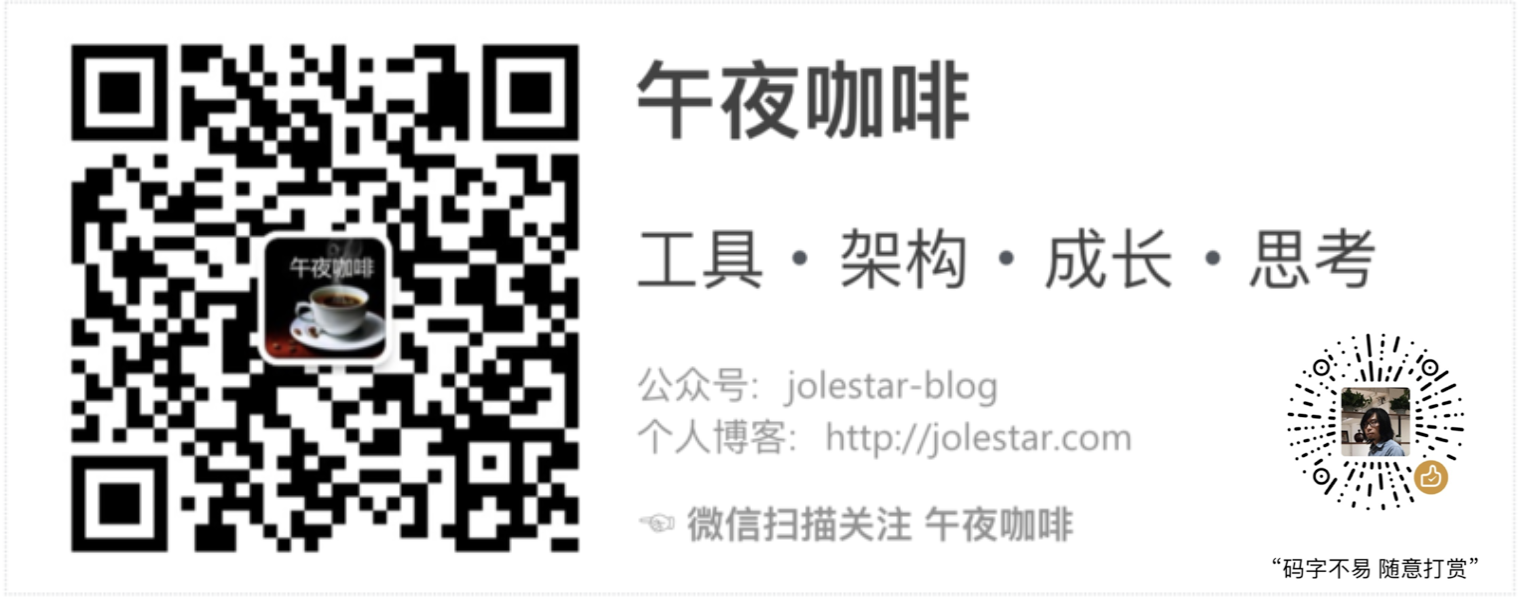 午夜咖啡
午夜咖啡
工具 • 架构 • 成长 • 思考
公众号: jolestar-blog
个人博客: http://jolestar.com
☜ 微信扫描关注 午夜咖啡
“码字不易 随意打赏”